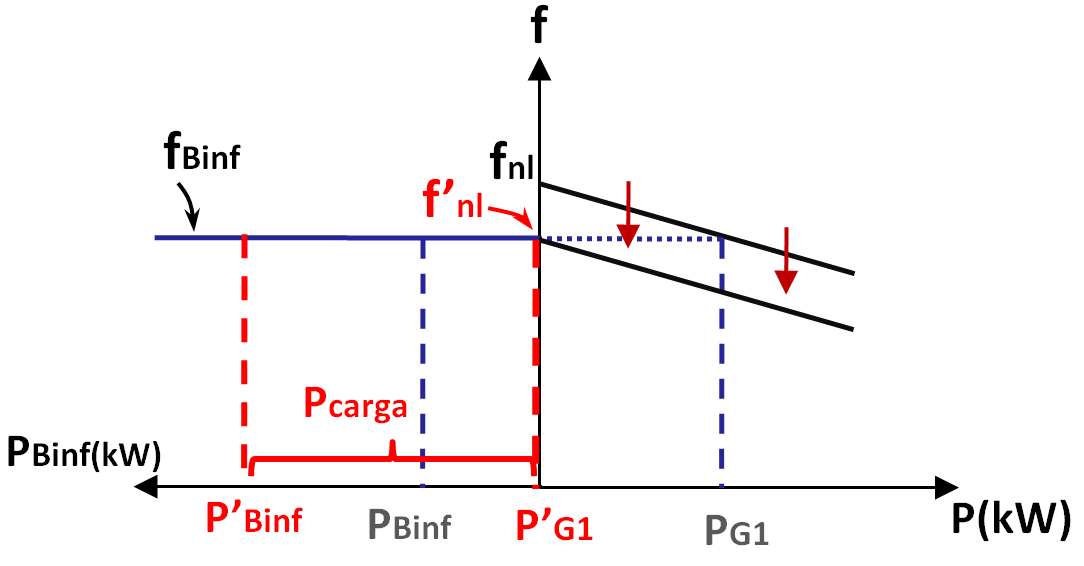 f
fBinf
fnl
f’nl
Pcarga
PBinf(kW)
P’Binf
PBinf
P’G1
PG1
P(kW)